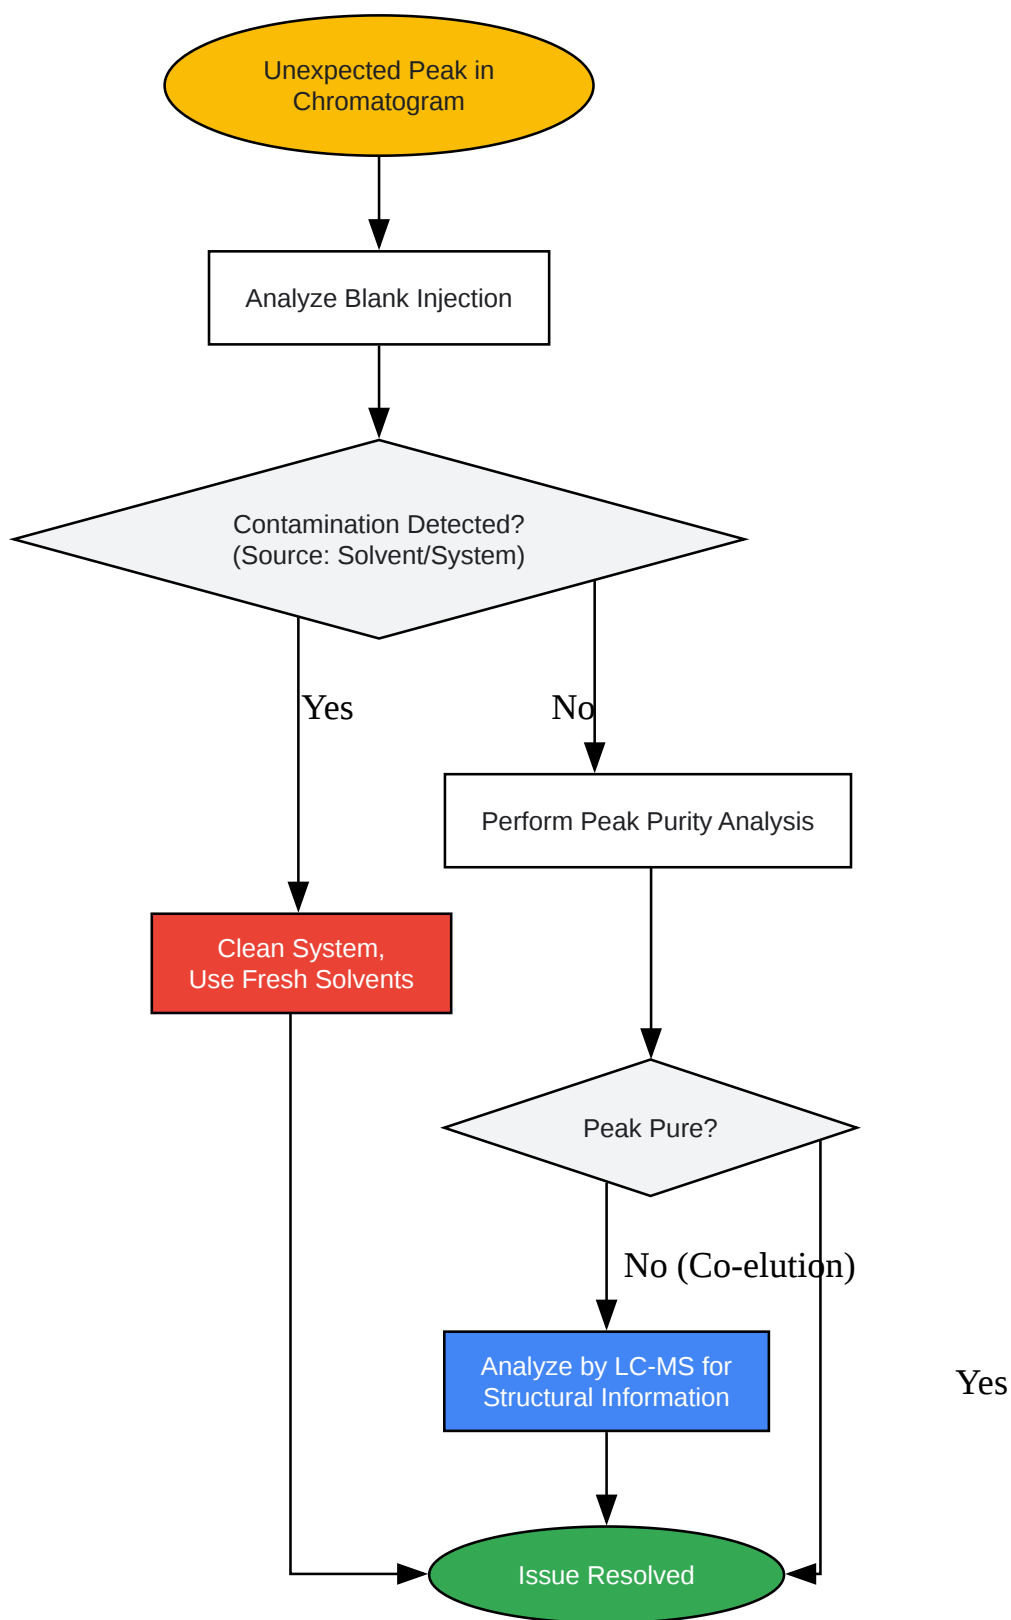 Unexpected Peak in
Chromatogram
Analyze Blank Injection
Contamination Detected?
(Source: Solvent/System)
Yes
No
Perform Peak Purity Analysis
Clean System,
Use Fresh Solvents
Peak Pure?
No (Co-elution)
Analyze by LC-MS for
Structural Information
Yes
Issue Resolved